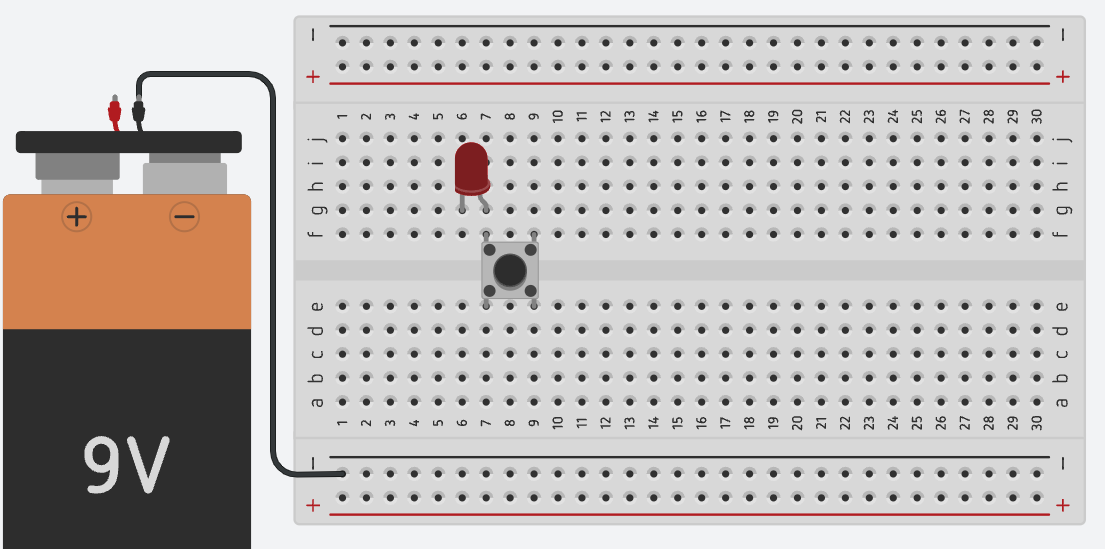 − −
+ +
1 2 3 4 5 6 7 8 9 10 11 12 13 14 15 16 17 18 19 20 21 22 23 24 25 26 27 28 29 30
j j
i i
h h
g g
f f
e e
d d
c c
b b
a a
1 2 3 4 5 6 7 8 9 10 11 12 13 14 15 16 17 18 19 20 21 22 23 24 25 26 27 28 29 30
− −
+ +
+ −
9V